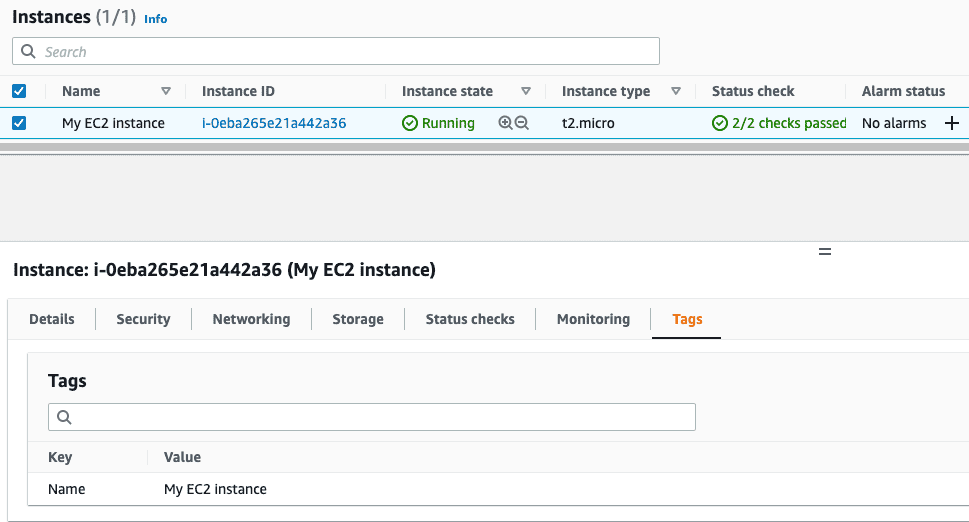 Instances (1/1) Info
Search
Name Instance ID Instance state Instance type Status check Alarm status
My EC2 instance i-0eba265e21a442a36 Running t2.micro 2/2 checks passed No alarms
Instance: i-0eba265e21a442a36 (My EC2 instance)
Details Security Networking Storage Status checks Monitoring Tags
Tags
Key Value
Name My EC2 instance